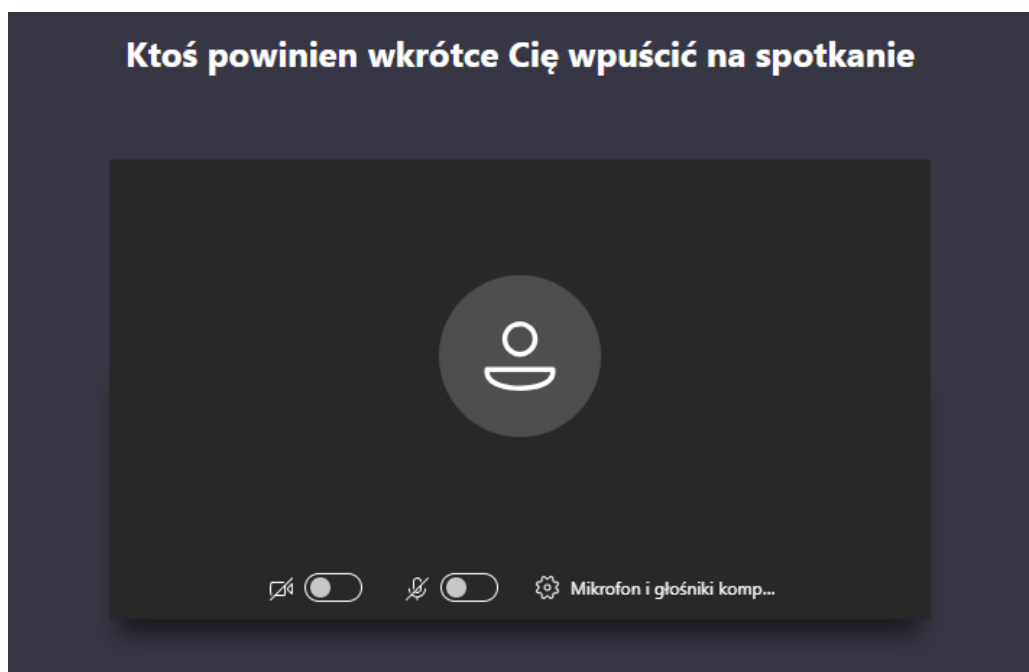 Ktoś powinien wkrótce Cię wpuścić na spotkanie
Mikrofon i głośniki komp...